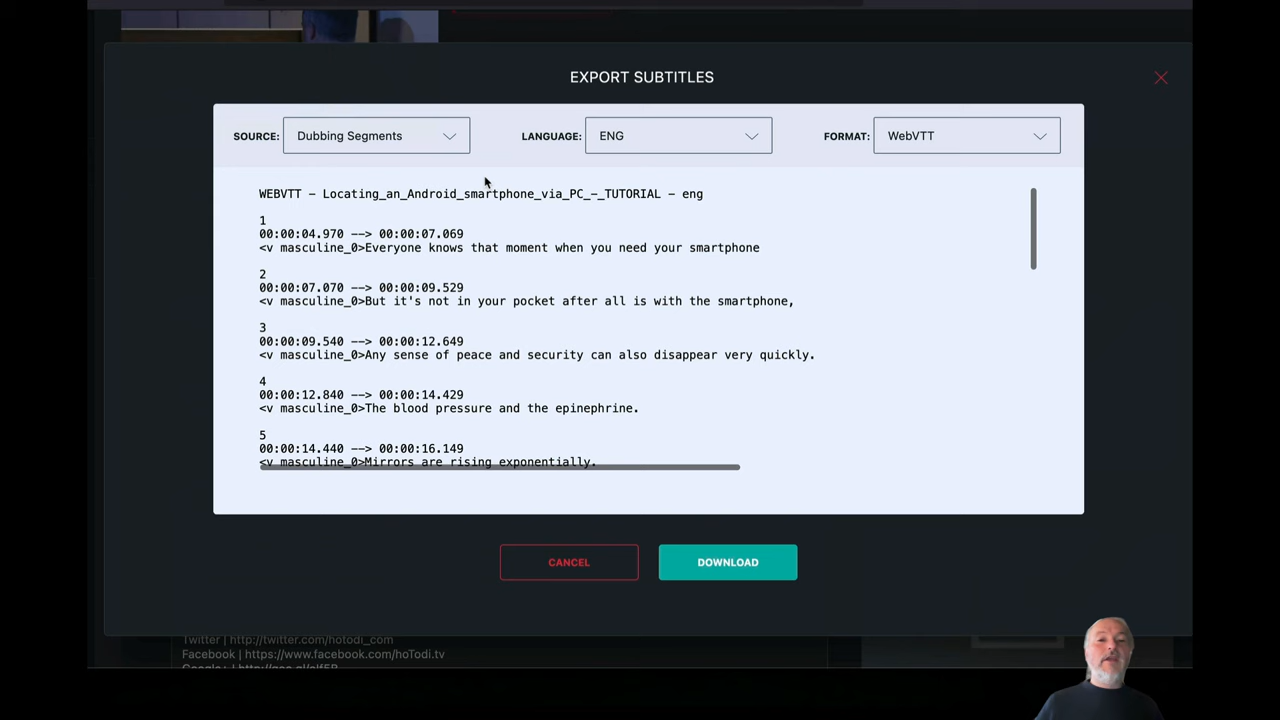 EXPORT SUBTITLES
SOURCE: Dubbing Segments LANGUAGE: ENG FORMAT: WebVTT
WEBVTT - Locating_an_Android_smartphone_via_PC_-_TUTORIAL - eng
1
00:00:04.970 --> 00:00:07.069
<v masculine_0>Everyone knows that moment when you need your smartphone
2
00:00:07.070 --> 00:00:09.529
<v masculine_0>But it's not in your pocket after all is with the smartphone,
3
00:00:09.540 --> 00:00:12.649
<v masculine_0>Any sense of peace and security can also disappear very quickly.
4
00:00:12.840 --> 00:00:14.429
<v masculine_0>The blood pressure and the epinephrine.
5
00:00:14.440 --> 00:00:16.149
<v masculine_0>Mirrors are rising exponentially.
CANCEL DOWNLOAD
Twitter | http://twitter.com/hotodi_com
Facebook | https://www.facebook.com/hoTodi.tv